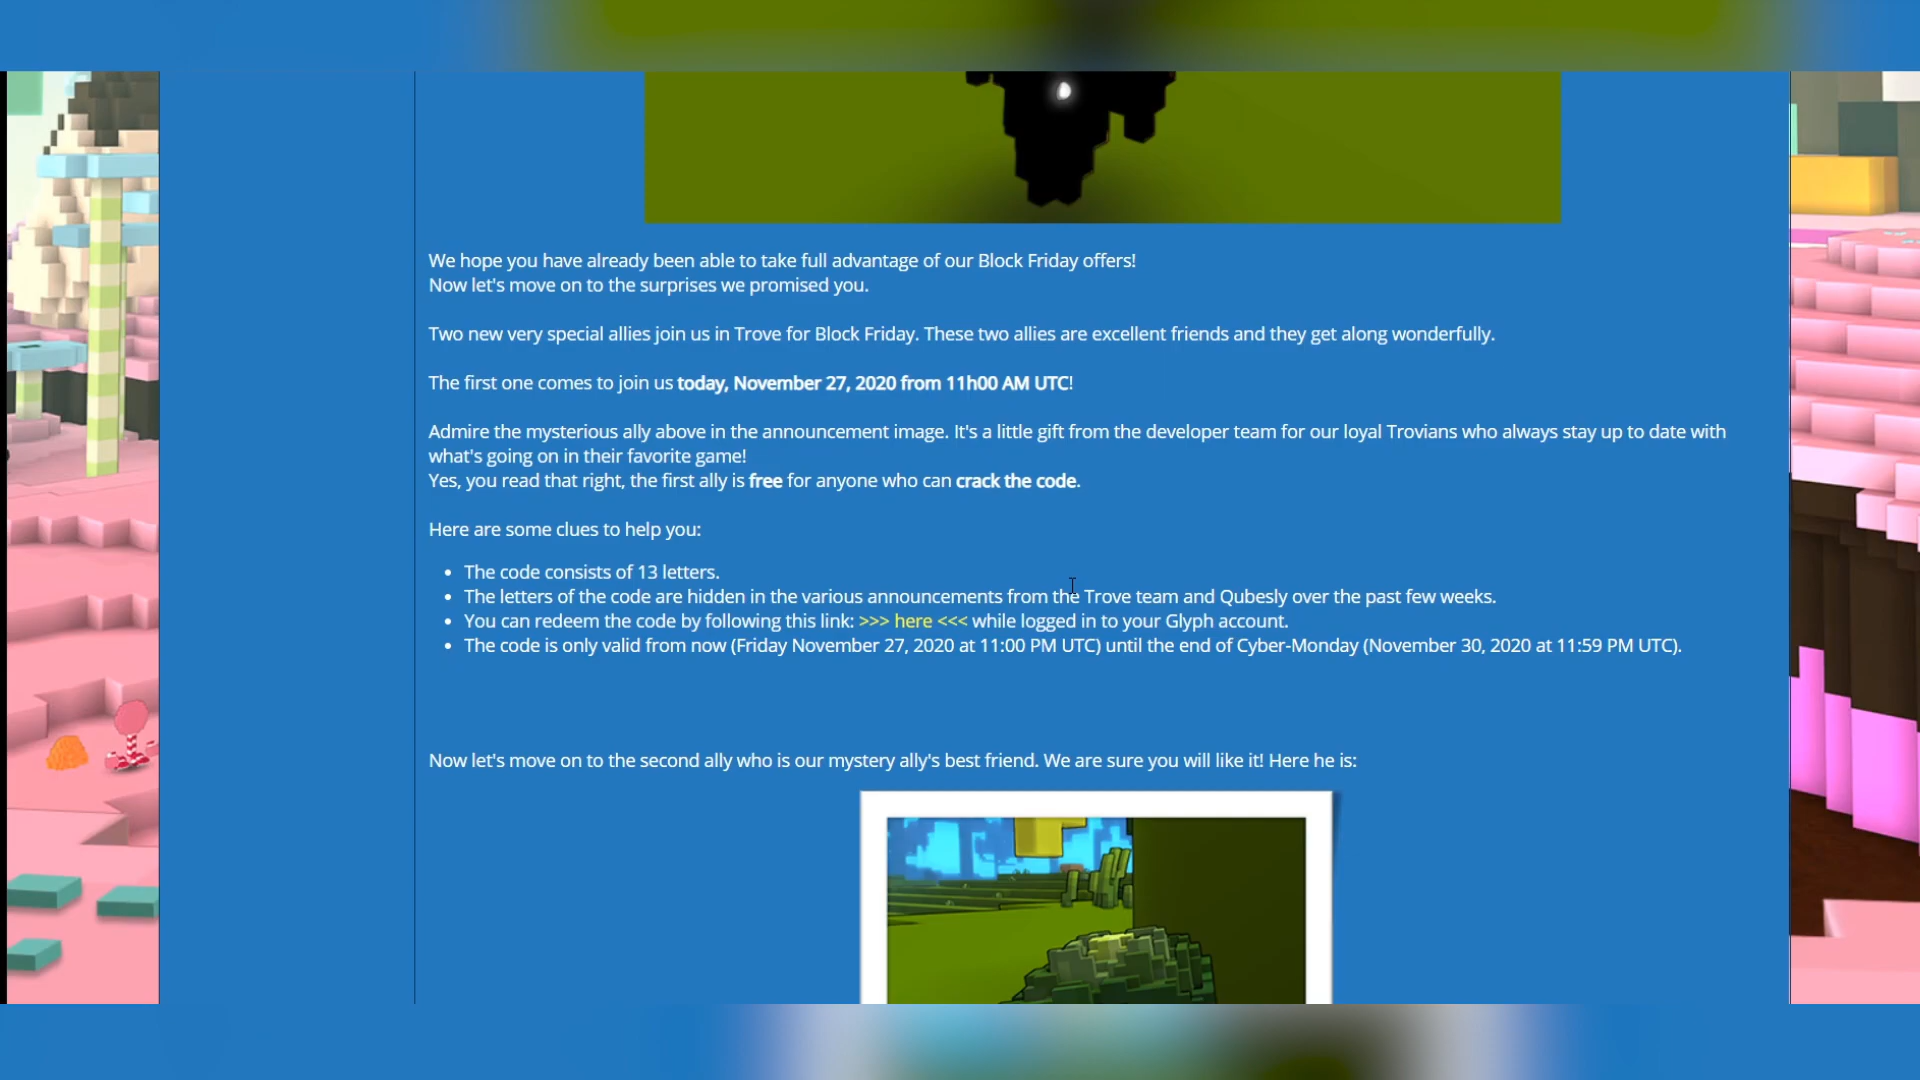 We hope you have already been able to take full advantage of our Block Friday offers!
Now let's move on to the surprises we promised you.
Two new very special allies join us in Trove for Block Friday. These two allies are excellent friends and they get along wonderfully.
The first one comes to join us today, November 27, 2020 from 11h00 AM UTC!
Admire the mysterious ally above in the announcement image. It's a little gift from the developer team for our loyal Trovians who always stay up to date with
what's going on in their favorite game!
Yes, you read that right, the first ally is free for anyone who can crack the code.
Here are some clues to help you:
• The code consists of 13 letters.
• The letters of the code are hidden in the various announcements from the Trove team and Qubesly over the past few weeks.
• You can redeem the code by following this link: >>> here <<< while logged in to your Glyph account.
• The code is only valid from now (Friday November 27, 2020 at 11:00 PM UTC) until the end of Cyber-Monday (November 30, 2020 at 11:59 PM UTC).
Now let's move on to the second ally who is our mystery ally's best friend. We are sure you will like it! Here he is: